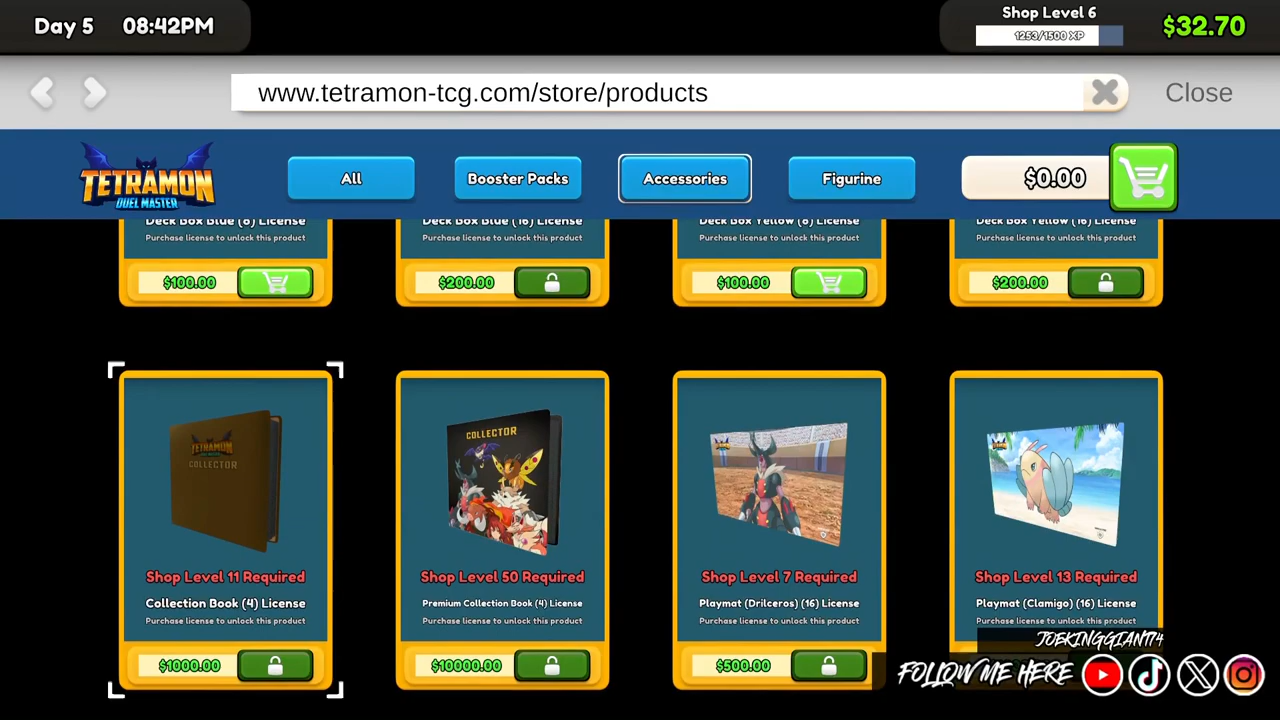 Day 5 08:42PM
Shop Level 6
1253/1500 XP
$32.70
www.tetramon-tcg.com/store/products
Close
TETRAMON
DUEL MASTER
All
Booster Packs
Accessories
Figurine
$0.00
Deck Box Blue (8) License
Purchase license to unlock this product
$100.00
Deck Box Blue (16) License
Purchase license to unlock this product
$200.00
Deck Box Yellow (8) License
Purchase license to unlock this product
$100.00
Deck Box Yellow (16) License
Purchase license to unlock this product
$200.00
TETRAMON
COLLECTOR
Shop Level 11 Required
Collection Book (4) License
Purchase license to unlock this product
$1000.00
COLLECTOR
Shop Level 50 Required
Premium Collection Book (4) License
Purchase license to unlock this product
$10000.00
Shop Level 7 Required
Playmat (Drilceros) (16) License
Purchase license to unlock this product
$500.00
Shop Level 13 Required
Playmat (Clamigo) (16) License
Purchase license to unlock this product
JOEKINGGIANT74
FOLLOW ME HERE